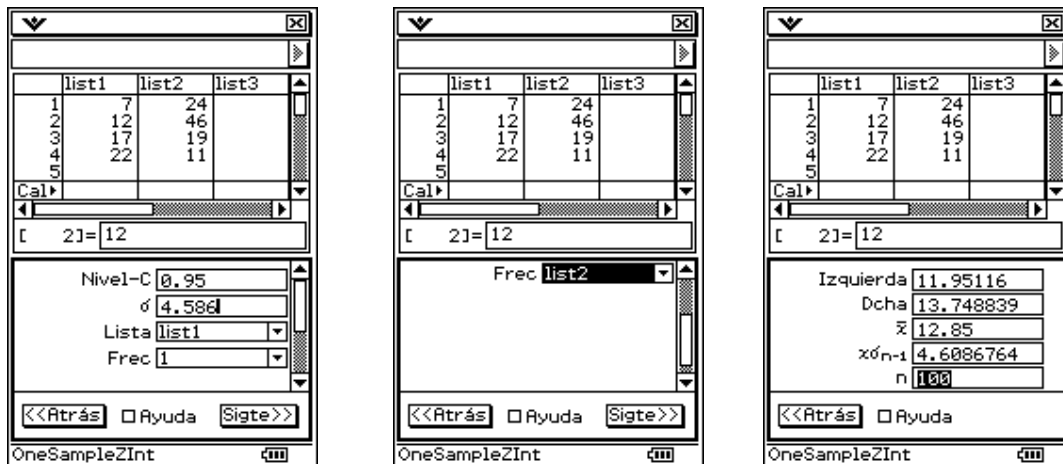 list1 list2 list3
1 7 24
2 12 46
3 17 19
4 22 11
5
Cal
[ 2]= 12
Nivel-C 0.95
σ 4.586
Lista list1
Frec 1
<<Atrás Ayuda Sigte>>
OneSampleZInt
list1 list2 list3
1 7 24
2 12 46
3 17 19
4 22 11
5
Cal
[ 2]= 12
Frec list2
<<Atrás Ayuda Sigte>>
OneSampleZInt
list1 list2 list3
1 7 24
2 12 46
3 17 19
4 22 11
5
Cal
[ 2]= 12
Izquierda 11.95116
Dcha 13.748839
x̄ 12.85
xσn-1 4.6086764
n 100
<<Atrás Ayuda
OneSampleZInt